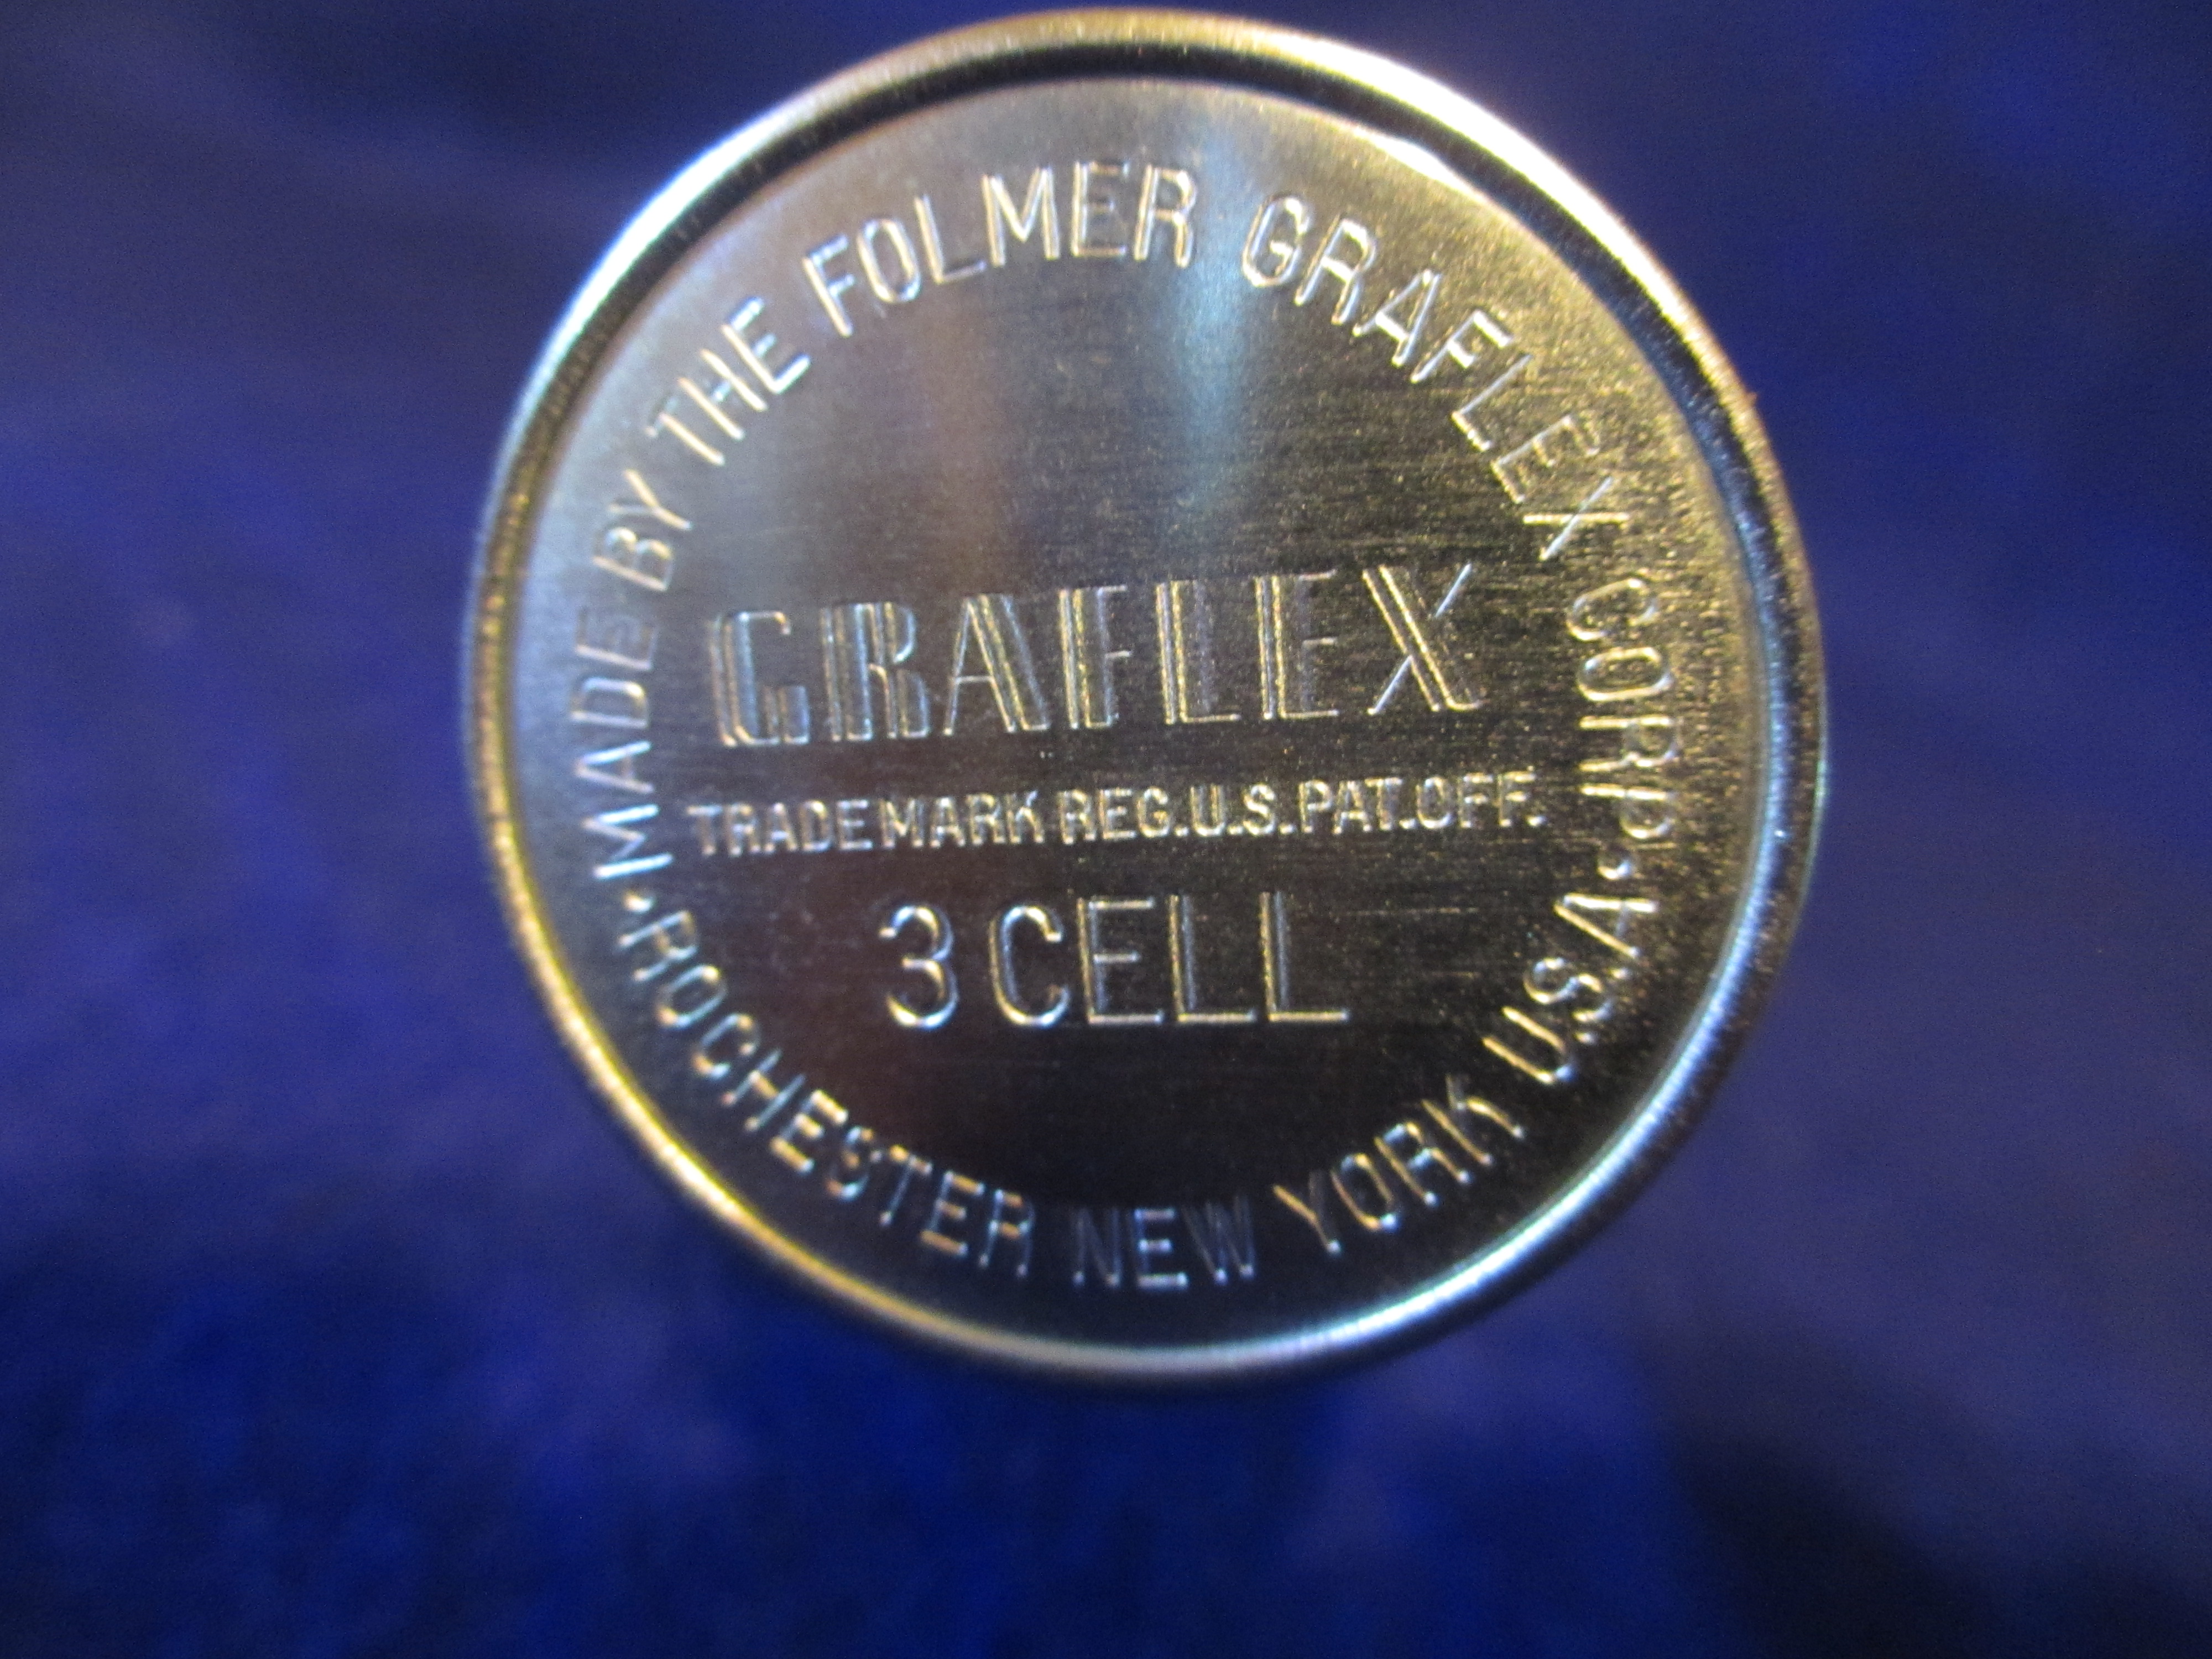 MADE BY THE FOLMER GRAFLEX CORP.
GRAFLEX
TRADE MARK REG.U.S.PAT.OFF.
3 CELL
·ROCHESTER NEW YORK U.S.A·